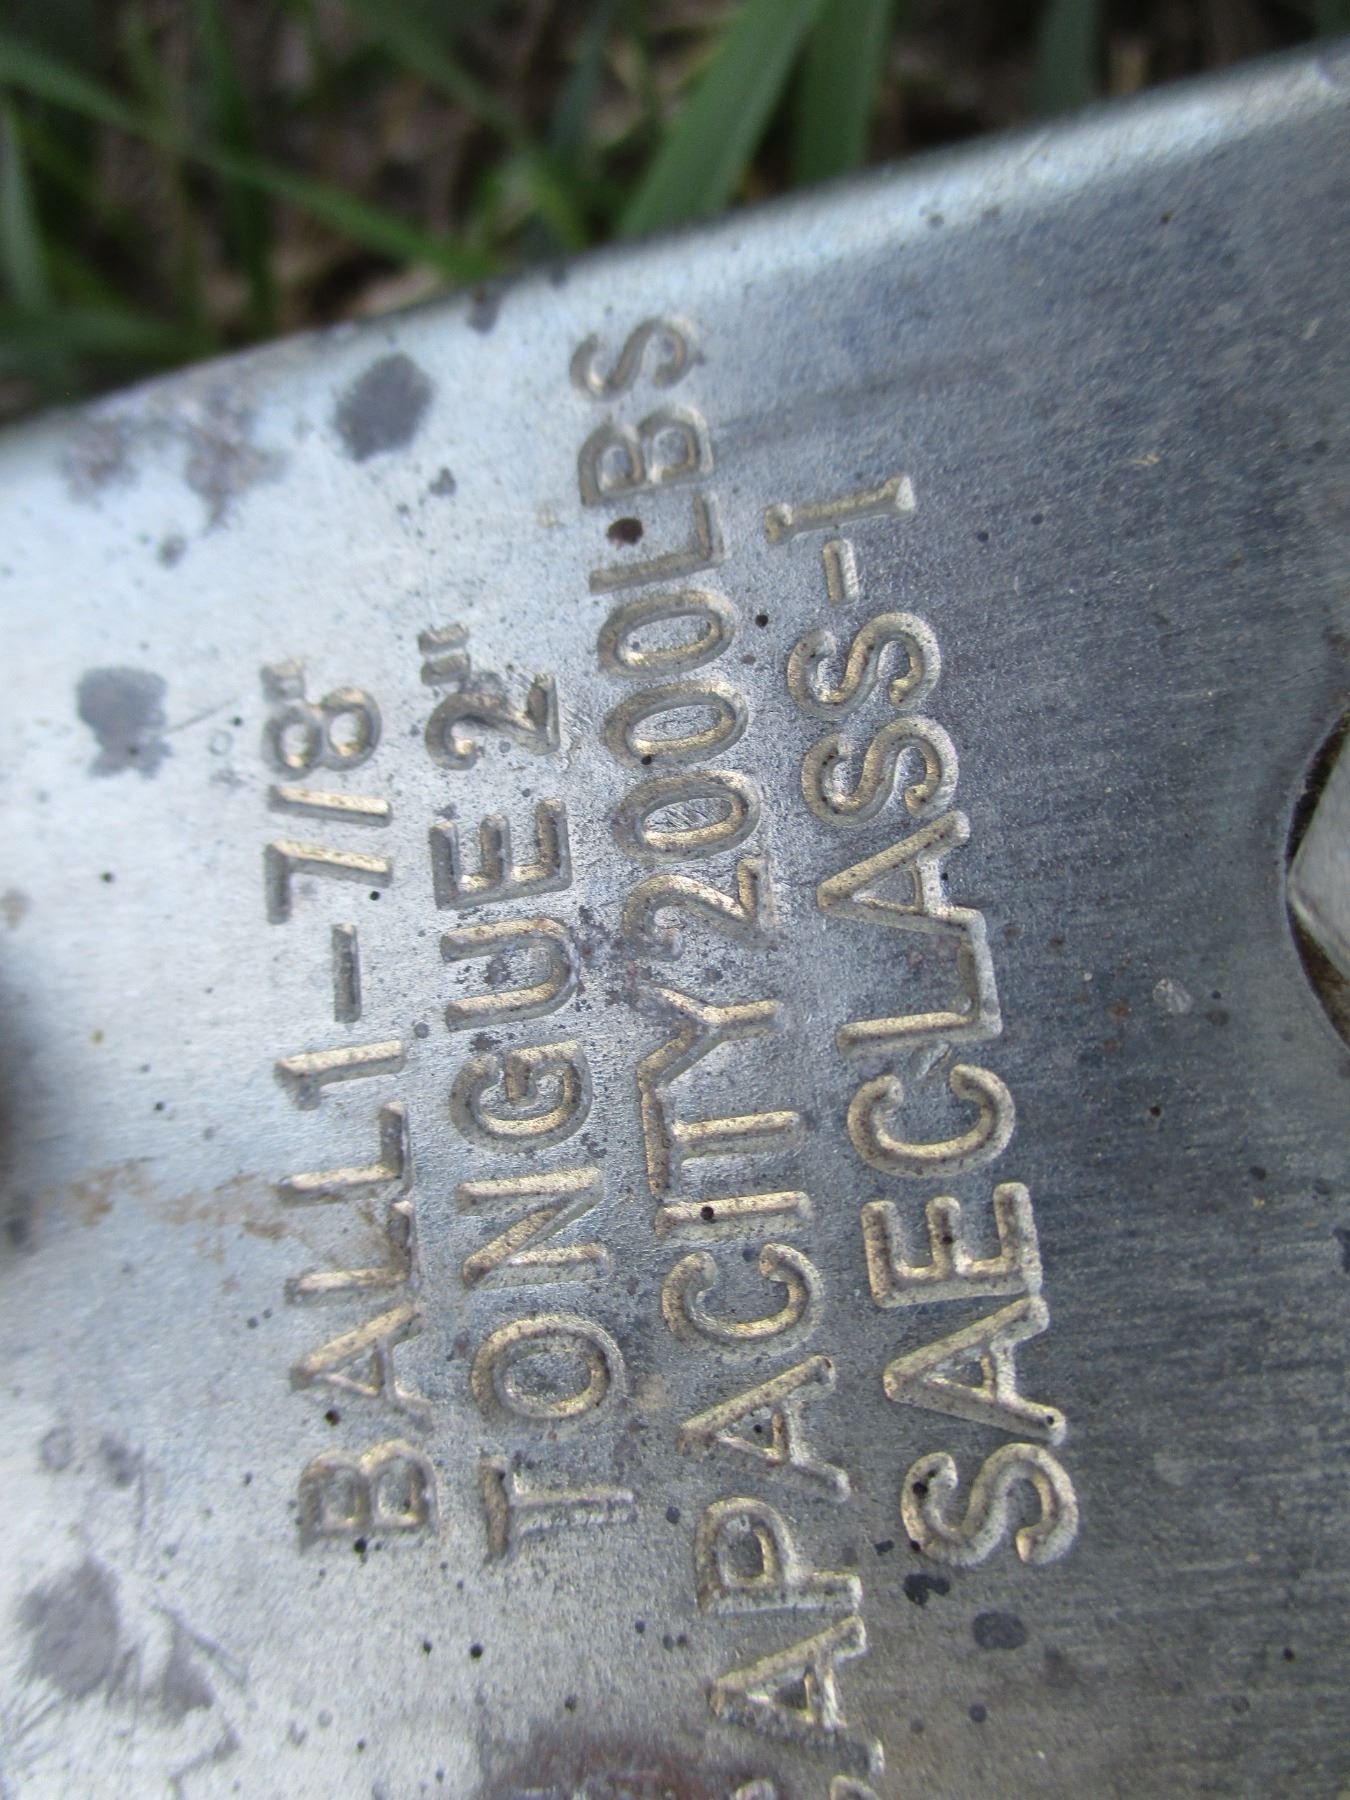 BALL 1-7/8"
TONGUE 2"
CAPACITY 2000LBS
SAE CLASS-1